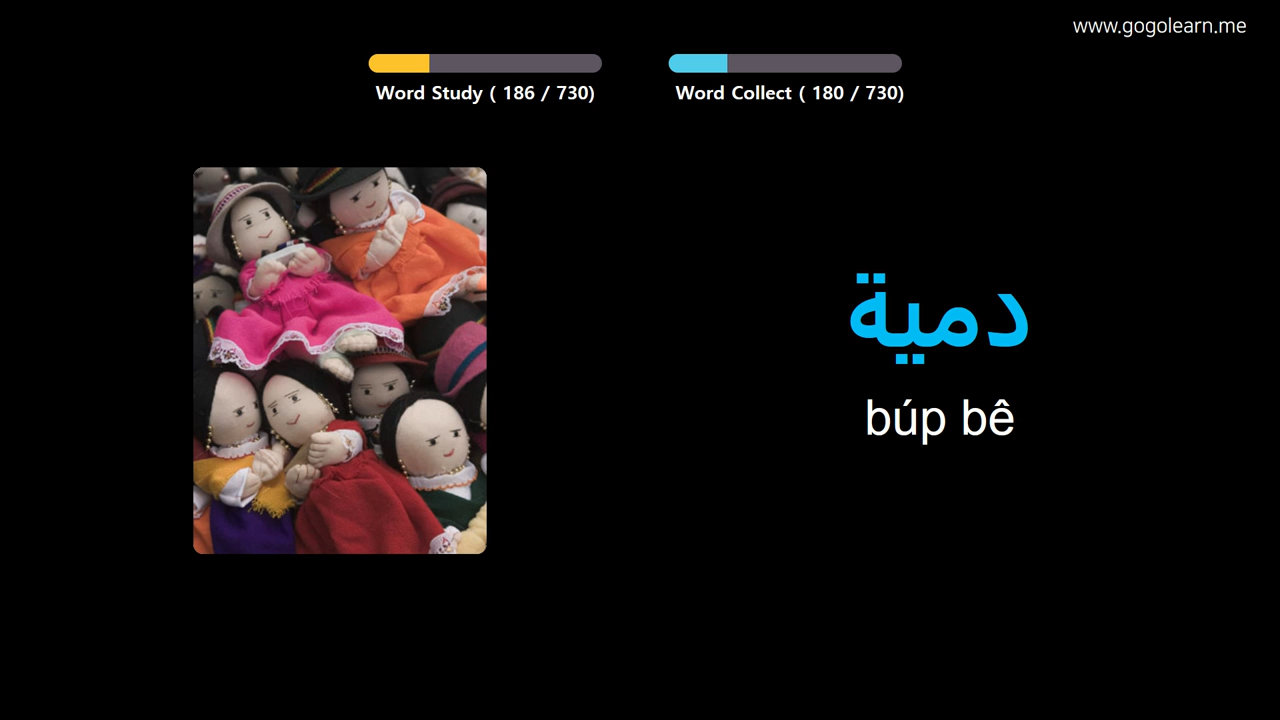 www.gogolearn.me
Word Study ( 186 / 730)
Word Collect ( 180 / 730)
دمية
búp bê